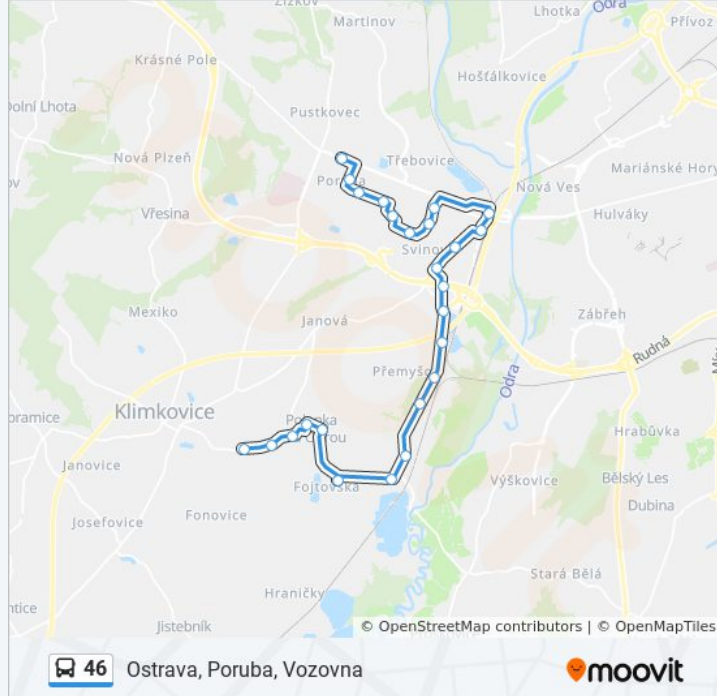 Zízkov
Lhotka
Odra
Martinov
Přívoz
Krásné Pole
Hošťálkovice
Dolní Lhota
Pustkovec
Třebovice
Nová Plzeň
Mariánské Hory
Nová Ves
Vřesina
Hulváky
Svinov
Mexiko
Janová
Zábřeh
Rudná
Přemyšov
Odra
Klimkovice
Hrabůvka
Janovice
Výškovice
Bělský Les
Fojtovská
Dubina
Josefovice
Fonovice
Stará Bělá
Hraničky
Jistebník
© OpenStreetMap contributors | © OpenMapTiles
46 Ostrava, Poruba, Vozovna
moovit